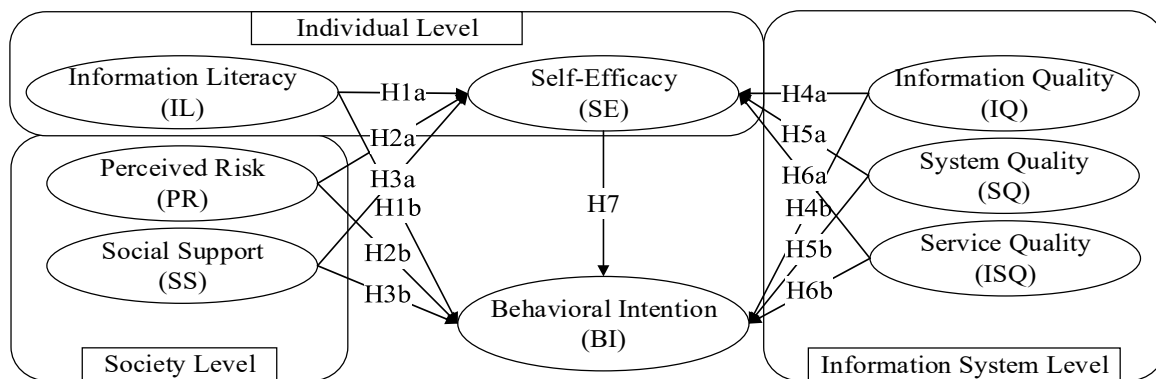 Individual Level
Information Literacy
(IL)
Self-Efficacy
(SE)
Information Quality
(IQ)
H1a
H4a
H2a
H5a
Perceived Risk
(PR)
System Quality
(SQ)
H3a
H6a
H1b
H7
H4b
Social Support
(SS)
Service Quality
(ISQ)
H2b
H5b
H3b
H6b
Behavioral Intention
(BI)
Society Level
Information System Level